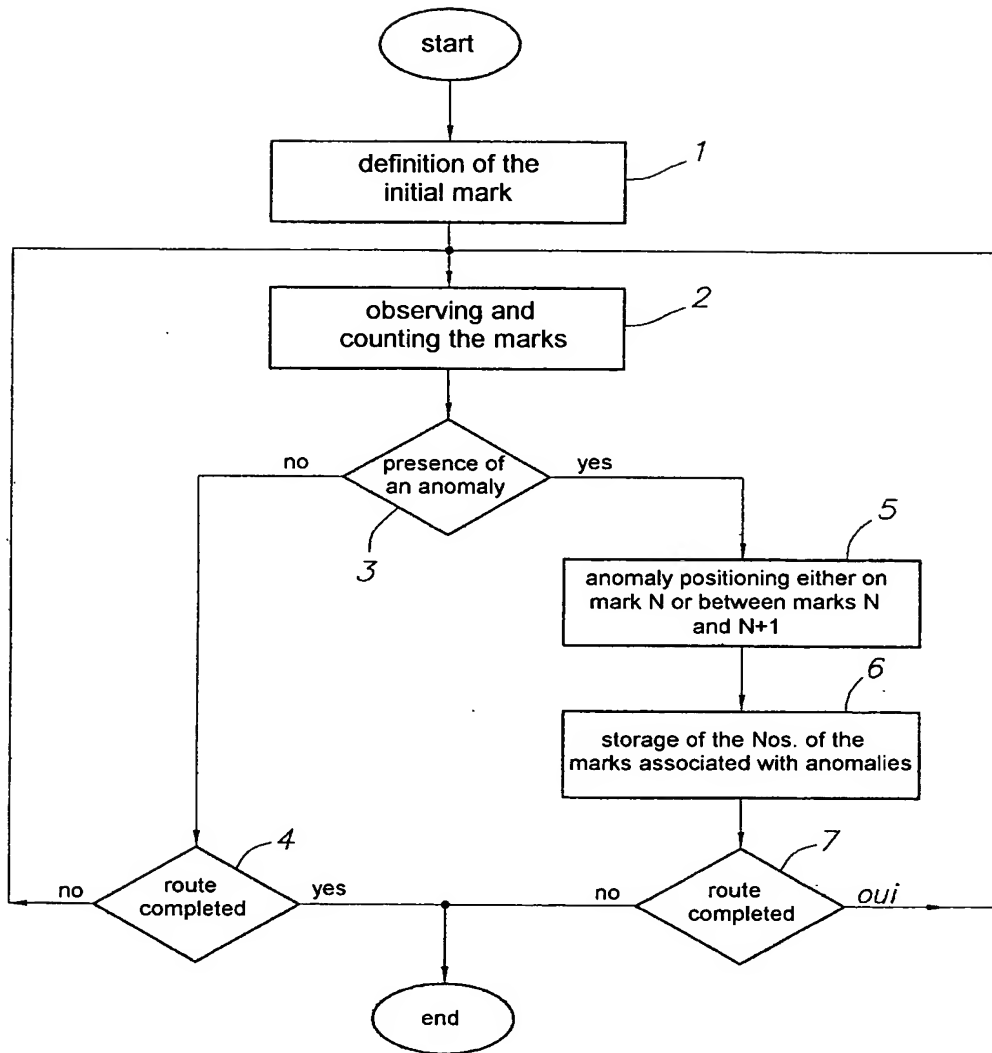 start
definition of the
initial mark
1
observing and
counting the marks
2
no
presence of
an anomaly
yes
3
anomaly positioning either on
mark N or between marks N
and N+1
5
storage of the Nos. of the
marks associated with anomalies
6
no
route
completed
yes
4
no
route
completed
oui
7
end